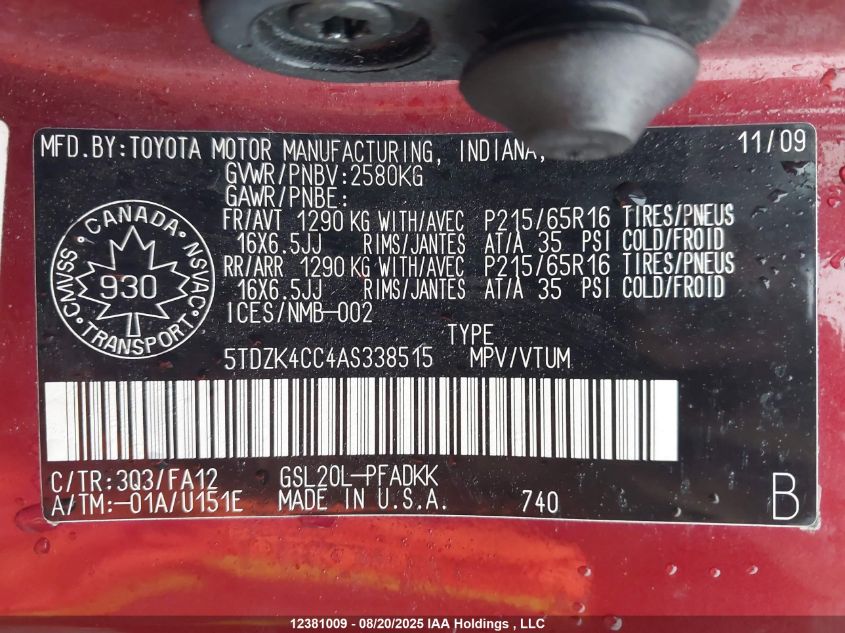 MFD.BY:TOYOTA MOTOR MANUFACTURING, INDIANA, 11/09
GVWR/PNBV:2580KG
GAWR/PNBE:
FR/AVT 1290 KG WITH/AVEC P215/65R16 TIRES/PNEUS
16X6.5JJ RIMS/JANTES AT/A 35 PSI COLD/FROID
RR/ARR 1290 KG WITH/AVEC P215/65R16 TIRES/PNEUS
16X6.5JJ RIMS/JANTES AT/A 35 PSI COLD/FROID
ICES/NMB-002
CANADA
CMVSS 930 NSVAC
TRANSPORT
TYPE
5TDZK4CC4AS338515 MPV/VTUM
C/TR:3Q3/FA12 GSL20L-PFADKK
A/TM:-01A/U151E MADE IN U.S.A. 740 B
12381009 - 08/20/2025 IAA Holdings , LLC